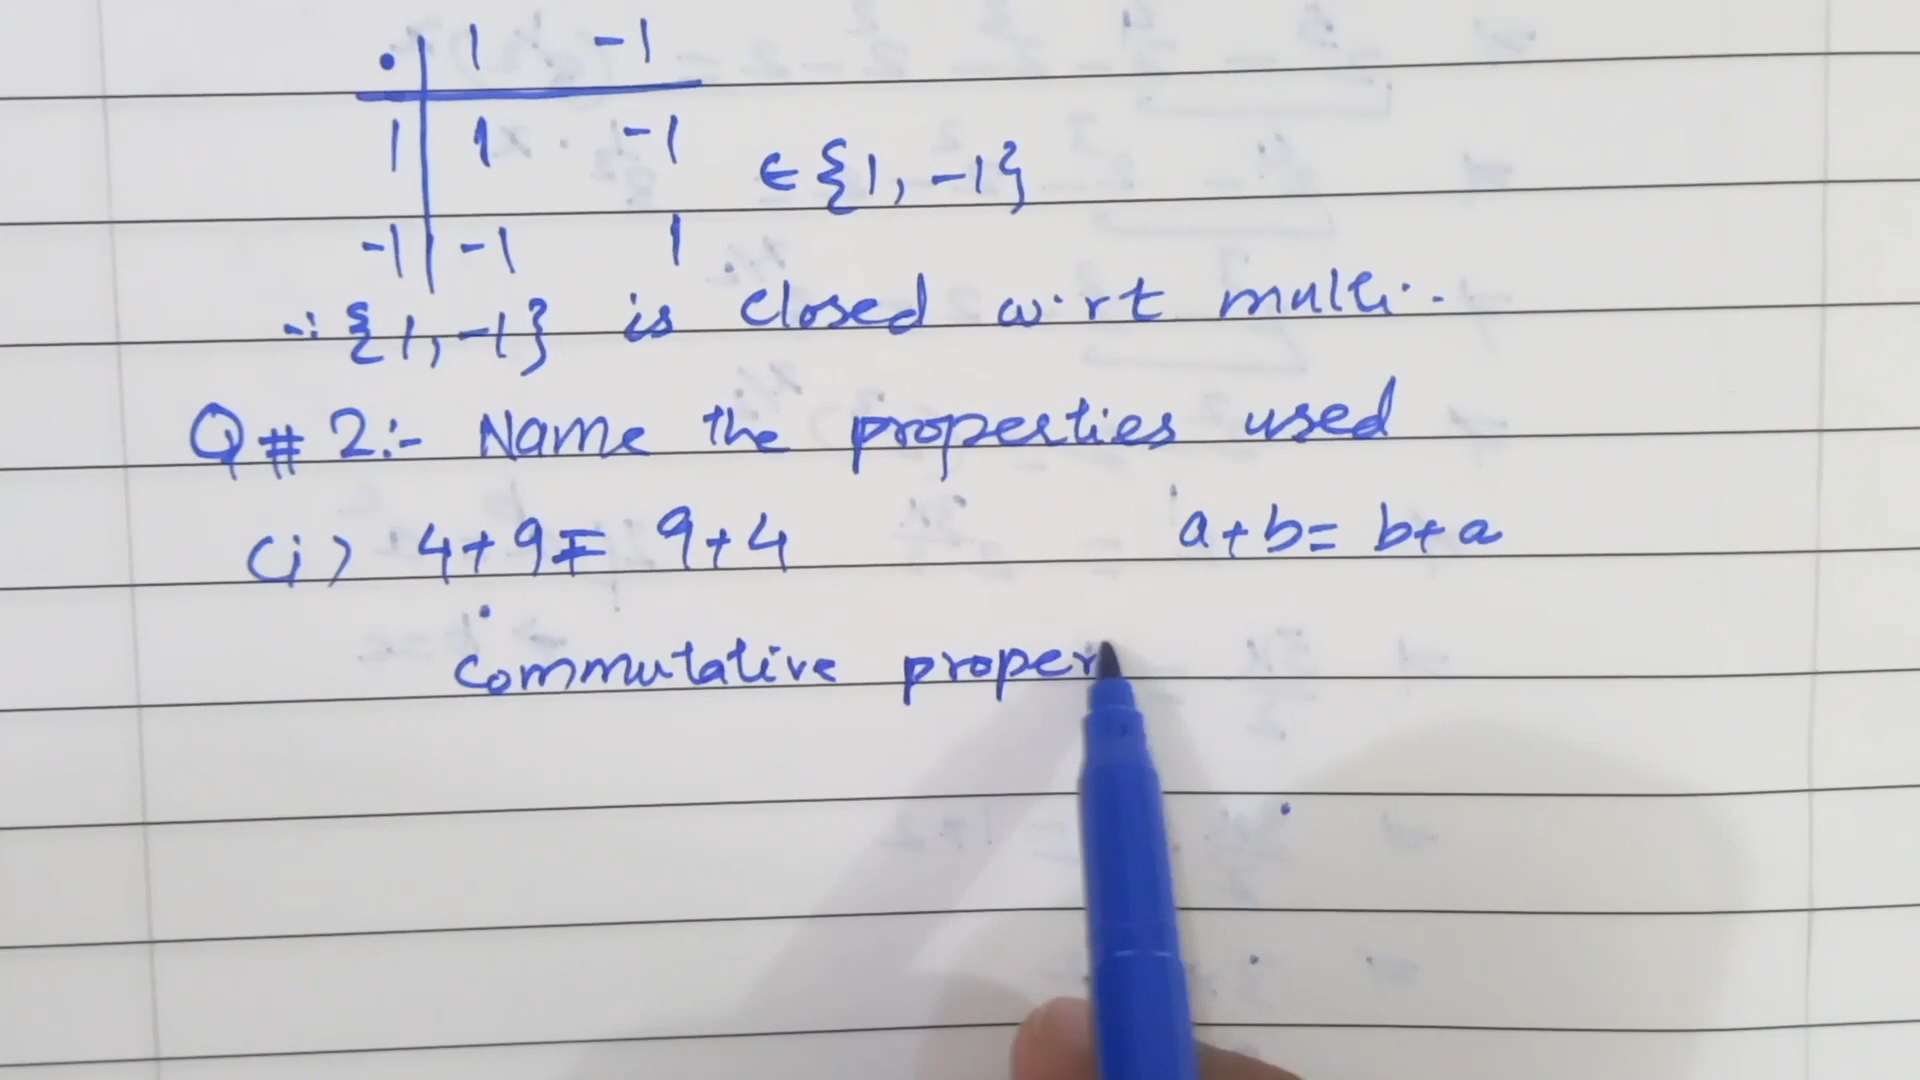 . | 1 -1
1 | 1 -1 ∈ {1, -1}
-1 | -1 1
∴ {1, -1} is closed w.rt multi..
Q # 2:- Name the properties used
(i) 4+9 = 9+4 a+b = b+a
Commutative proper